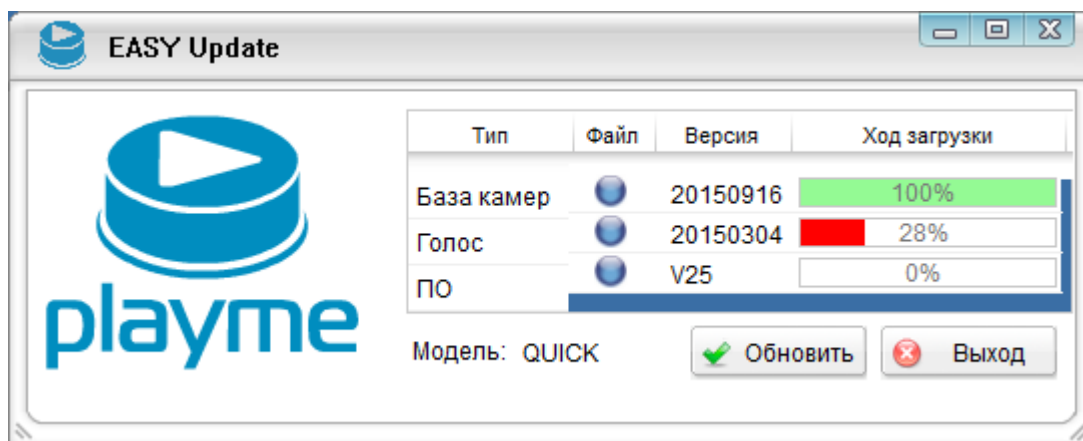 EASY Update
Тип Файл Версия Ход загрузки
База камер 20150916 100%
Голос 20150304 28%
ПО V25 0%
playme
Модель: QUICK Обновить Выход